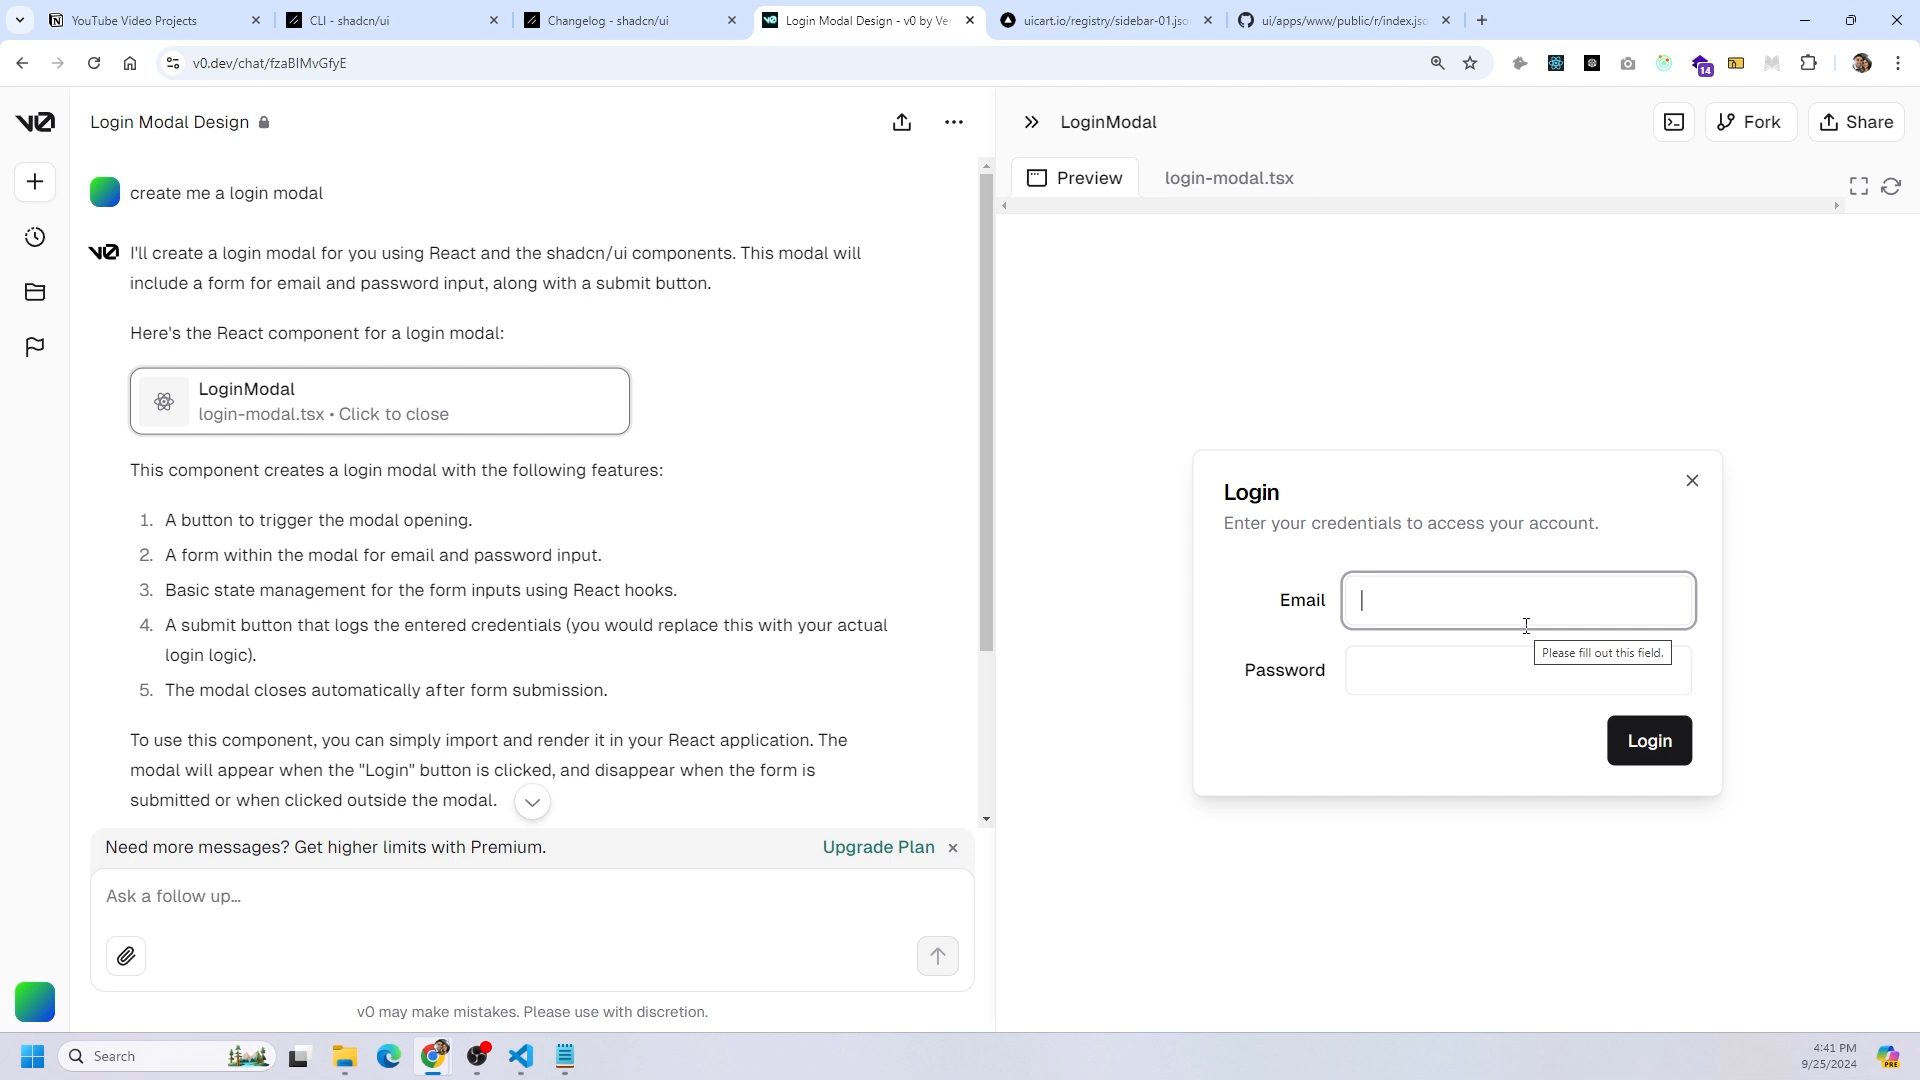 YouTube Video Projects
CLI - shadcn/ui
Changelog - shadcn/ui
Login Modal Design - v0 by Ve
uicart.io/registry/sidebar-01.jso
ui/apps/www/public/r/index.jso
v0.dev/chat/fzaBlMvGfyE
14
v0
Login Modal Design
LoginModal
Fork
Share
Preview
login-modal.tsx
create me a login modal
v0
I'll create a login modal for you using React and the shadcn/ui components. This modal will
include a form for email and password input, along with a submit button.
Here's the React component for a login modal:
LoginModal
login-modal.tsx • Click to close
This component creates a login modal with the following features:
1. A button to trigger the modal opening.
2. A form within the modal for email and password input.
3. Basic state management for the form inputs using React hooks.
4. A submit button that logs the entered credentials (you would replace this with your actual
login logic).
5. The modal closes automatically after form submission.
To use this component, you can simply import and render it in your React application. The
modal will appear when the "Login" button is clicked, and disappear when the form is
submitted or when clicked outside the modal.
Need more messages? Get higher limits with Premium.
Upgrade Plan
Ask a follow up...
v0 may make mistakes. Please use with discretion.
Login
Enter your credentials to access your account.
Email
Please fill out this field.
Password
Login
Search
4:41 PM
9/25/2024
PRE